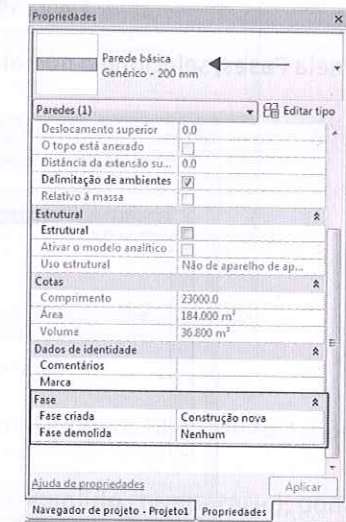 Propriedades
Parede básica
Genérico - 200 mm
Paredes (1)
Editar tipo
Deslocamento superior 0.0
O topo está anexado
Distância da extensão su... 0.0
Delimitação de ambientes
Relativo à massa
Estrutural
Estrutural
Ativar o modelo analítico
Uso estrutural Não de aparelho de ap...
Cotas
Comprimento 23000.0
Área 184.000 m²
Volume 36.800 m³
Dados de identidade
Comentários
Marca
Fase
Fase criada Construção nova
Fase demolida Nenhum
Ajuda de propriedades Aplicar
Navegador de projeto - Projeto1 Propriedades